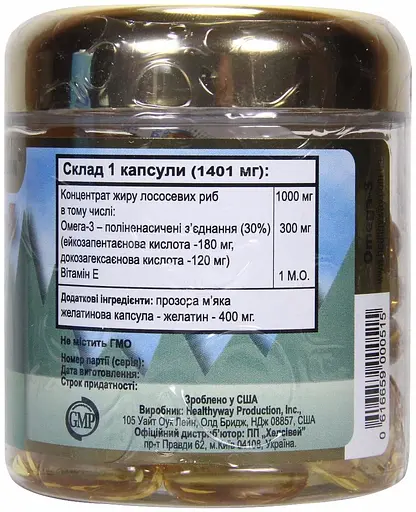 Склад 1 капсули (1401 мг):
Концентрат жиру лососевих риб 1000 мг
в тому числі:
Омега-3 – поліненасичені з'єднання (30%) 300 мг
(ейкозапентаєнова кислота -180 мг,
докозагексаєнова кислота -120 мг)
Вітамін Е 1 М.О.
Додаткові інгредієнти: прозора м'яка
желатинова капсула - желатин - 400 мг.
Не містить ГМО
Номер партії (серія):
Дата виготовлення:
Строк придатності:
GMP
Зроблено у США
Виробник: Healthyway Production, Inc.,
105 Уайт Оук Лейн, Олд Бридж, НДж 08857, США
Офіційний дистриб'ютор: ПП "Хелсівей"
пр-т Правди 62, м.Київ 04108, Україна.
0 616659 000515
Omega-3